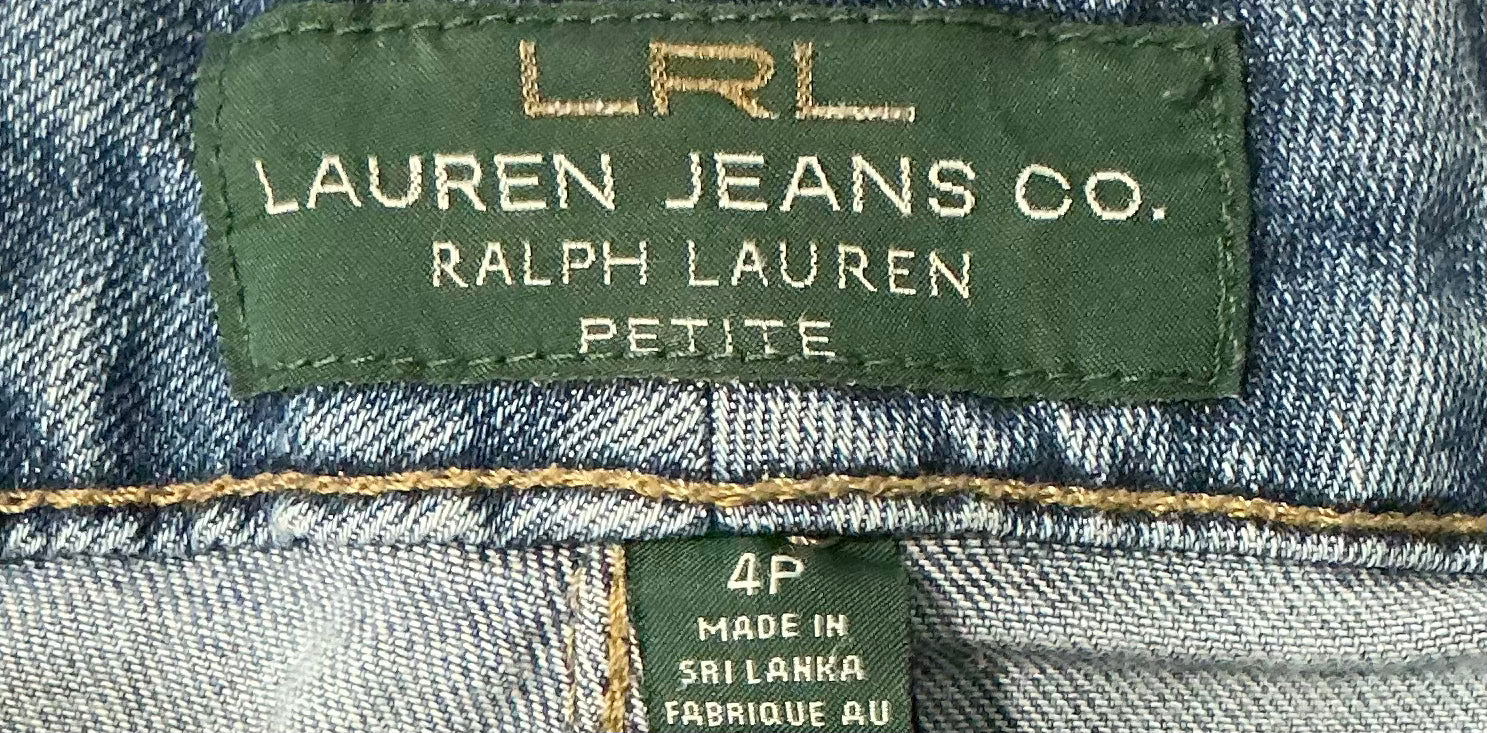 LRL
LAUREN JEANS CO.
RALPH LAUREN
PETITE
4P
MADE IN
SRI LANKA
FABRIQUE AU